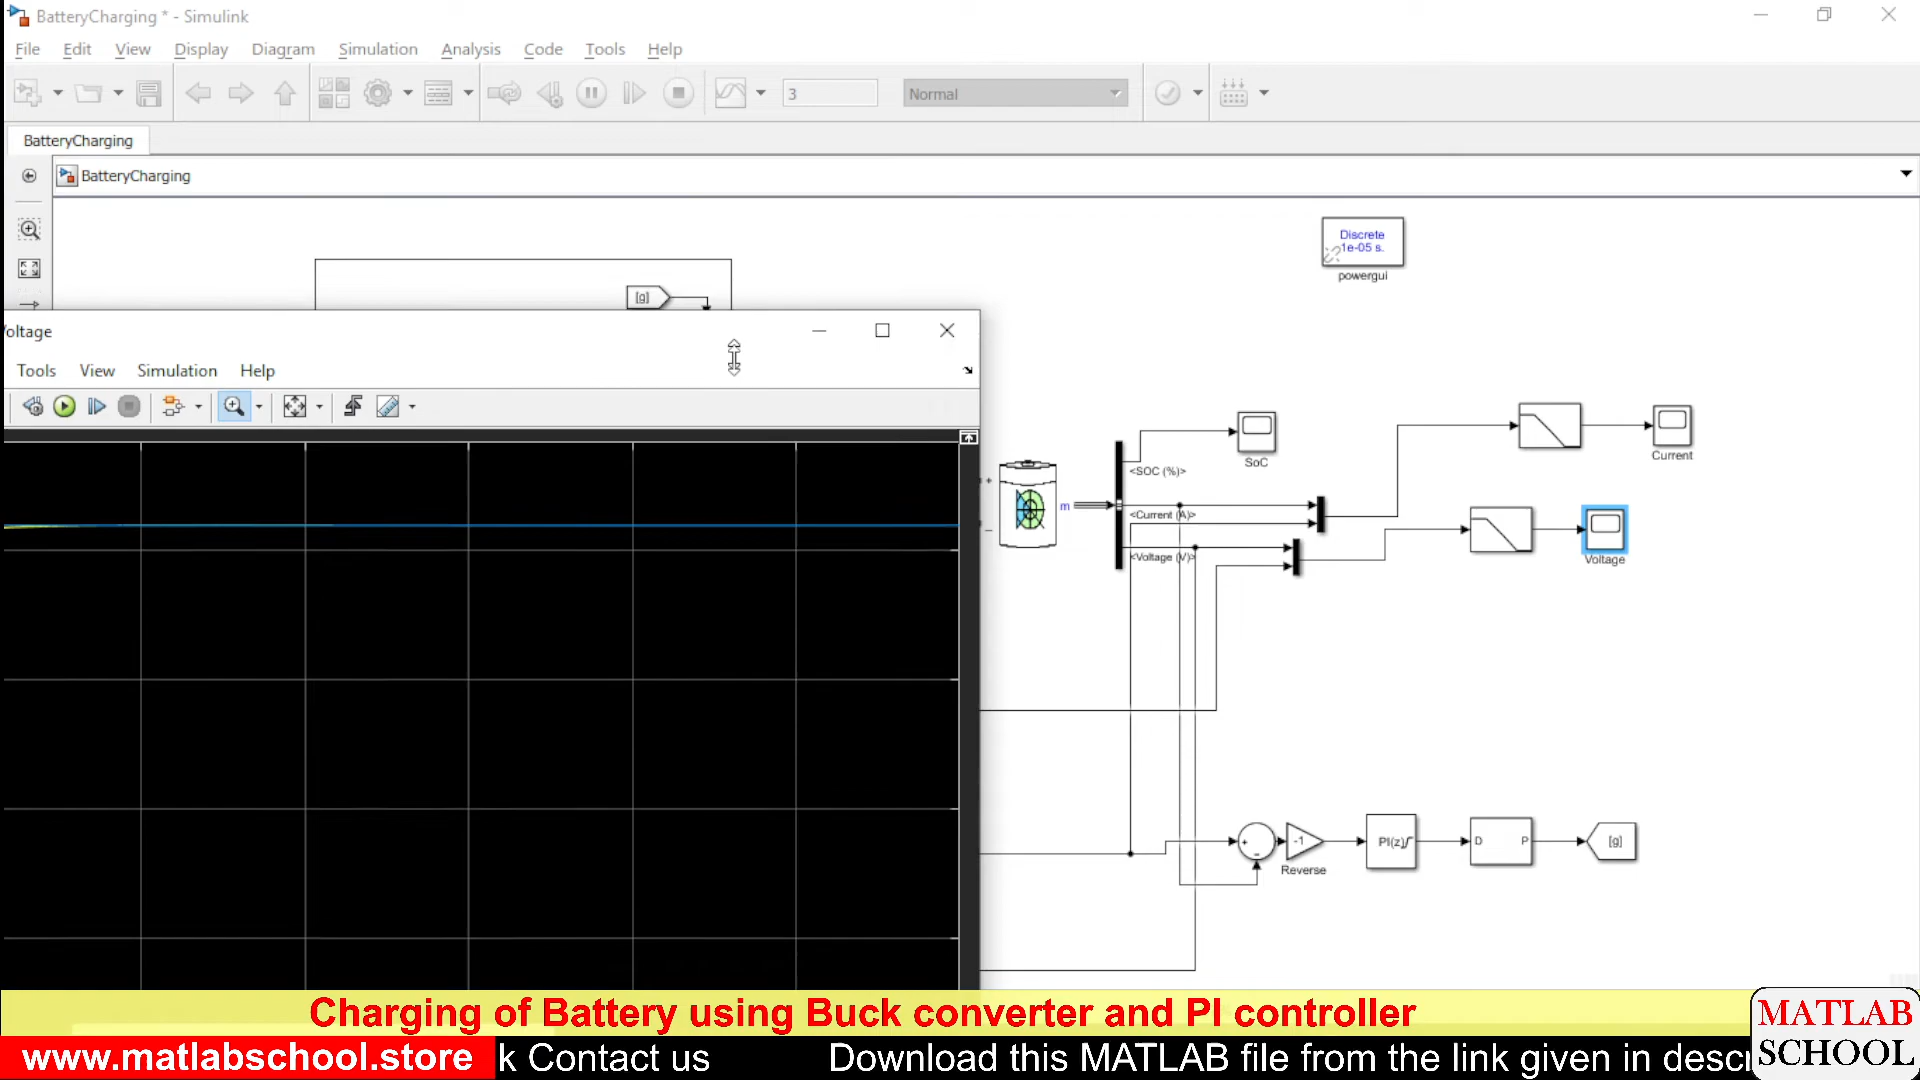 BatteryCharging * - Simulink
File Edit View Display Diagram Simulation Analysis Code Tools Help
3 Normal
BatteryCharging
BatteryCharging
Discrete
1e-05 s.
powergui
[g]
oltage
Tools View Simulation Help
SoC
<SOC (%)>
Current
+
m
<Current (A)>
–
<Voltage (V)>
Voltage
+
-
-1
PI(z)
D P
[g]
Reverse
Charging of Battery using Buck converter and PI controller
www.matlabschool.store k Contact us Download this MATLAB file from the link given in descr
MATLAB
SCHOOL